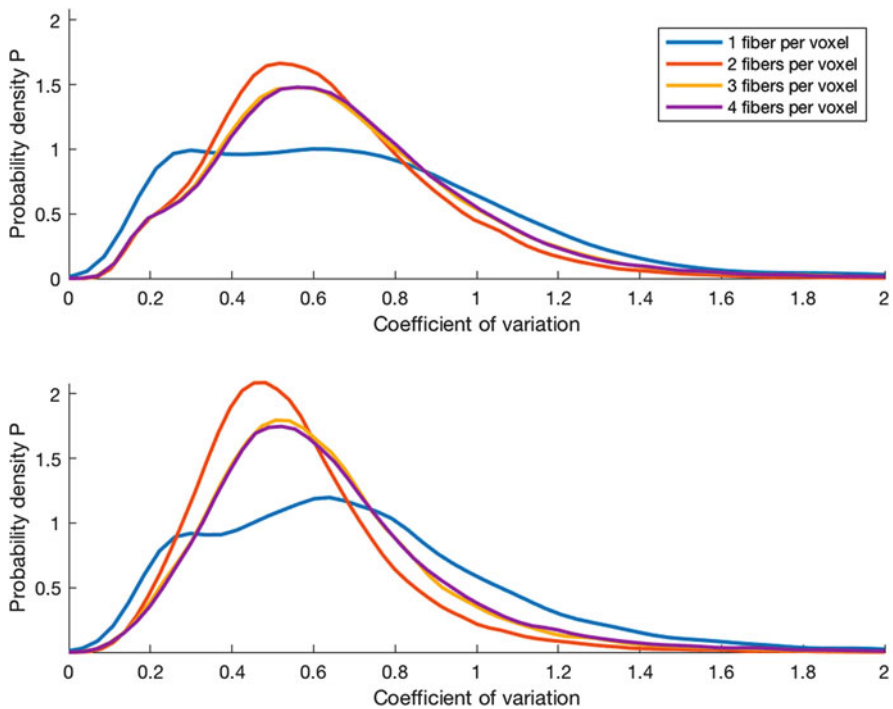 2
1 fiber per voxel
2 fibers per voxel
3 fibers per voxel
4 fibers per voxel
1.5
1
0.5
0
Probability density P
0 0.2 0.4 0.6 0.8 1 1.2 1.4 1.6 1.8 2
Coefficient of variation
2
1.5
1
0.5
Probability density P
0 0.2 0.4 0.6 0.8 1 1.2 1.4 1.6 1.8 2
Coefficient of variation